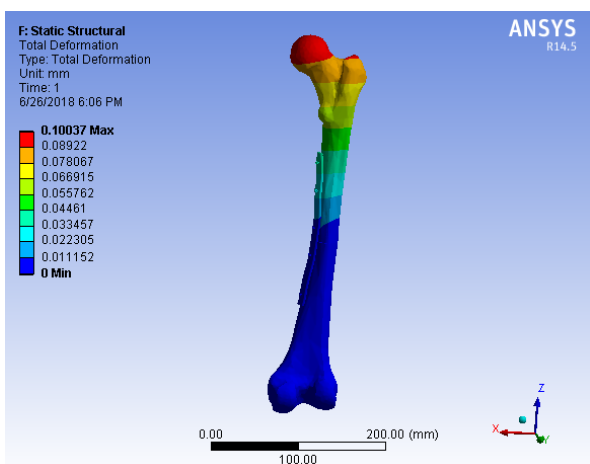 F: Static Structural
Total Deformation
Type: Total Deformation
Unit: mm
Time: 1
6/26/2018 6:06 PM
0.10037 Max
0.08922
0.078067
0.066915
0.055762
0.04461
0.033457
0.022305
0.011152
0 Min
ANSYS
R14.5
0.00
200.00 (mm)
100.00
Z
X
Y